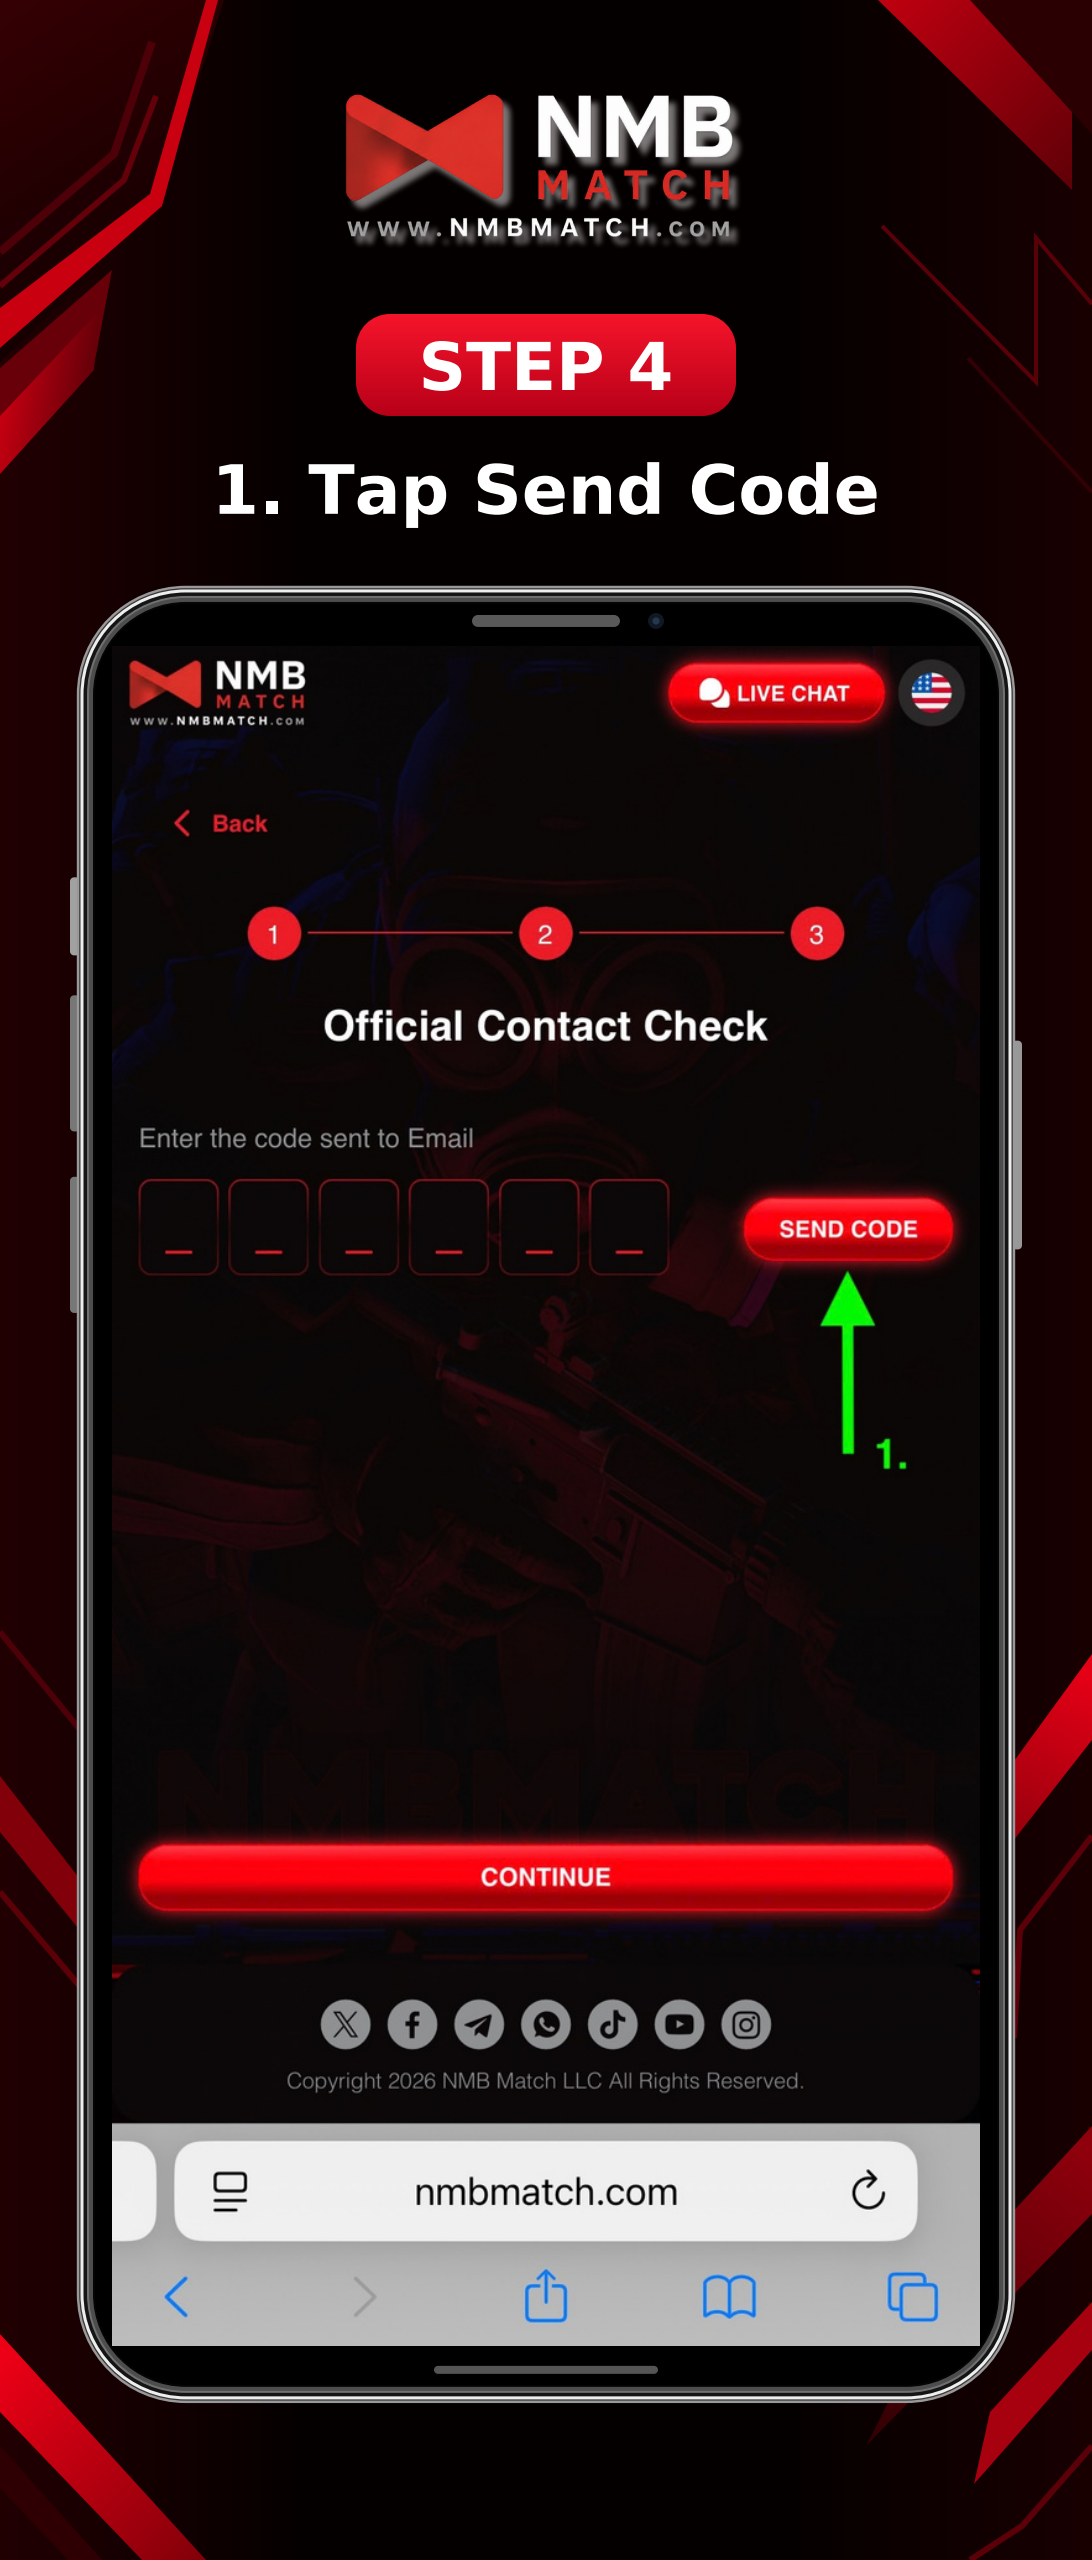 NMB
MATCH
WWW.NMBMATCH.COM
STEP 4
1. Tap Send Code
NMB
MATCH
WWW.NMBMATCH.COM
LIVE CHAT
Back
1
2
3
Official Contact Check
Enter the code sent to Email
SEND CODE
1.
NMBMATCH
CONTINUE
Copyright 2026 NMB Match LLC All Rights Reserved.
nmbmatch.com